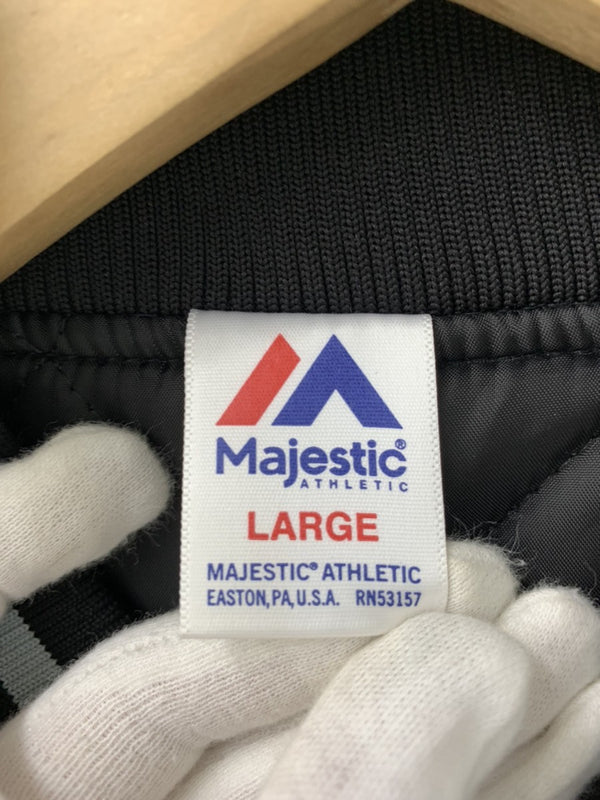 Majestic®
ATHLETIC
LARGE
MAJESTIC® ATHLETIC
EASTON, PA, U.S.A. RN53157